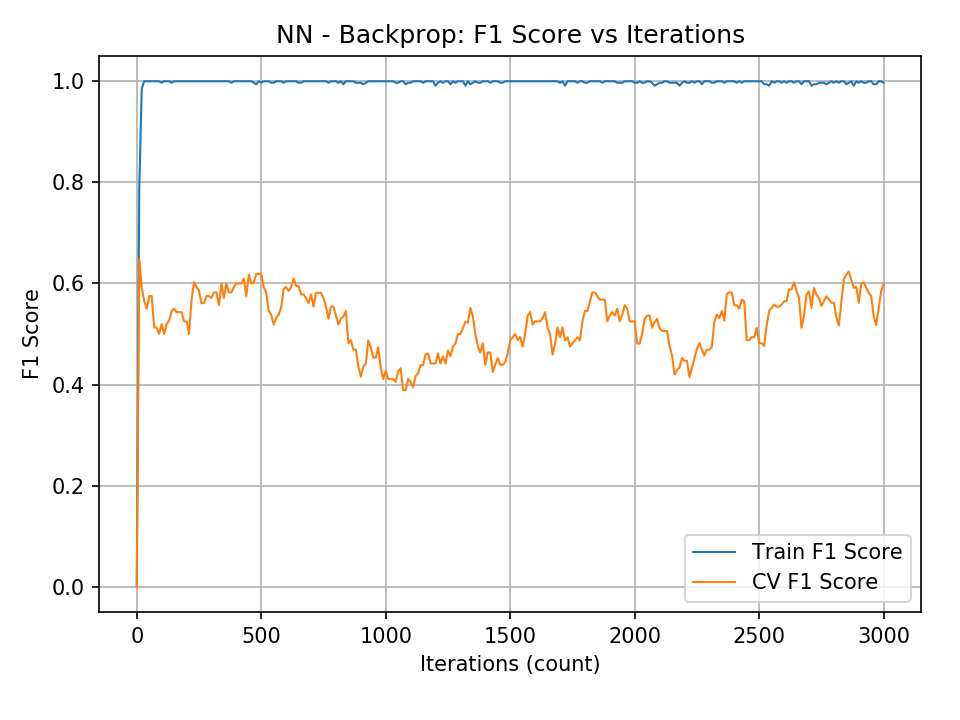 NN - Backprop: F1 Score vs Iterations
1.0
0.8
0.6
0.4
0.2
0.0
F1 Score
Train F1 Score
CV F1 Score
0 500 1000 1500 2000 2500 3000
Iterations (count)